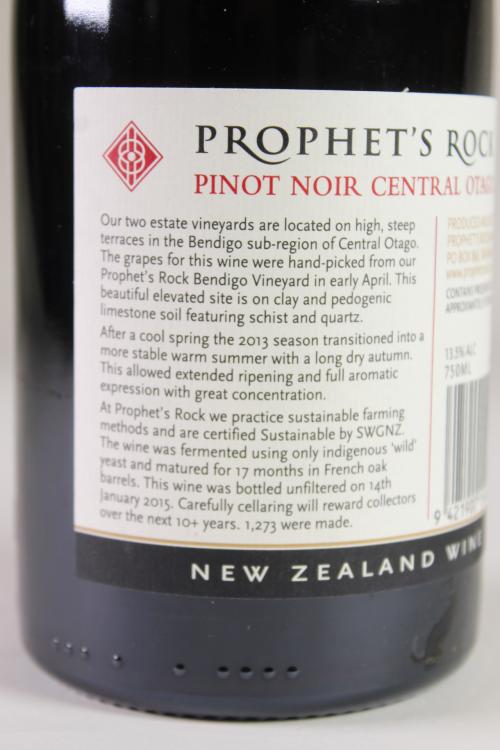 PROPHET'S ROCK
PINOT NOIR CENTRAL OTAGO
Our two estate vineyards are located on high, steep
terraces in the Bendigo sub-region of Central Otago.
The grapes for this wine were hand-picked from our
Prophet's Rock Bendigo Vineyard in early April. This
beautiful elevated site is on clay and pedogenic
limestone soil featuring schist and quartz.
After a cool spring the 2013 season transitioned into a
more stable warm summer with a long dry autumn.
This allowed extended ripening and full aromatic
expression with great concentration.
At Prophet's Rock we practice sustainable farming
methods and are certified Sustainable by SWGNZ.
The wine was fermented using only indigenous 'wild'
yeast and matured for 17 months in French oak
barrels. This wine was bottled unfiltered on 14th
January 2015. Carefully cellaring will reward collectors
over the next 10+ years. 1,273 were made.
PRODUCED
PROPHET'S
PO BOX
CONTAINS
13.5% ALC
750ML
NEW ZEALAND WINE